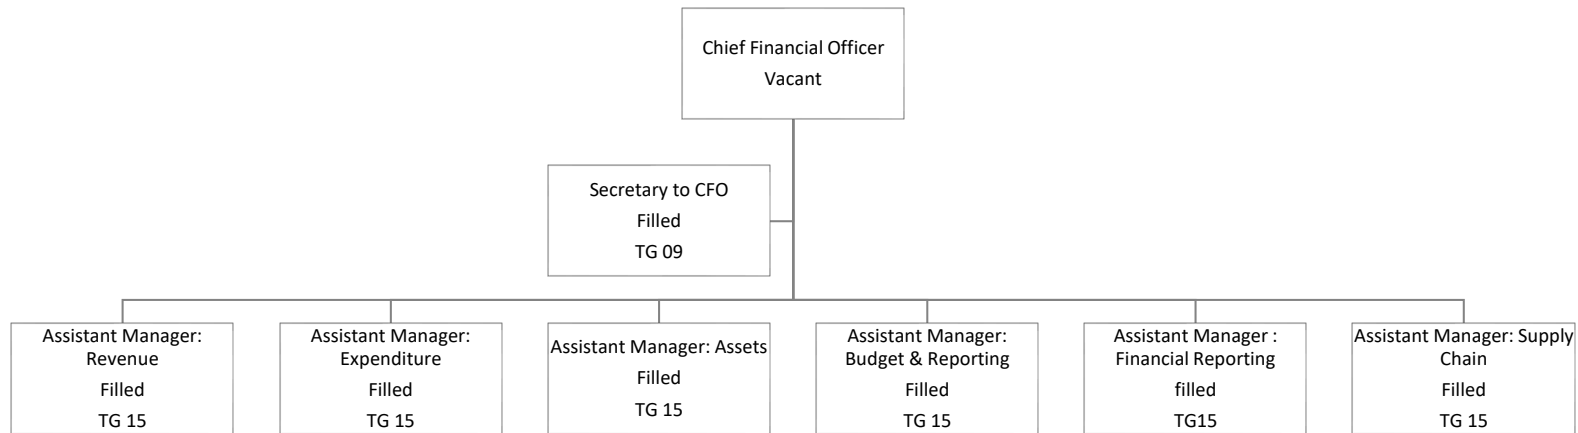 Chief Financial Officer
Vacant
Secretary to CFO
Filled
TG 09
Assistant Manager:
Revenue
Filled
TG 15
Assistant Manager:
Expenditure
Filled
TG 15
Assistant Manager: Assets
Filled
TG 15
Assistant Manager:
Budget & Reporting
Filled
TG 15
Assistant Manager :
Financial Reporting
filled
TG15
Assistant Manager: Supply
Chain
Filled
TG 15